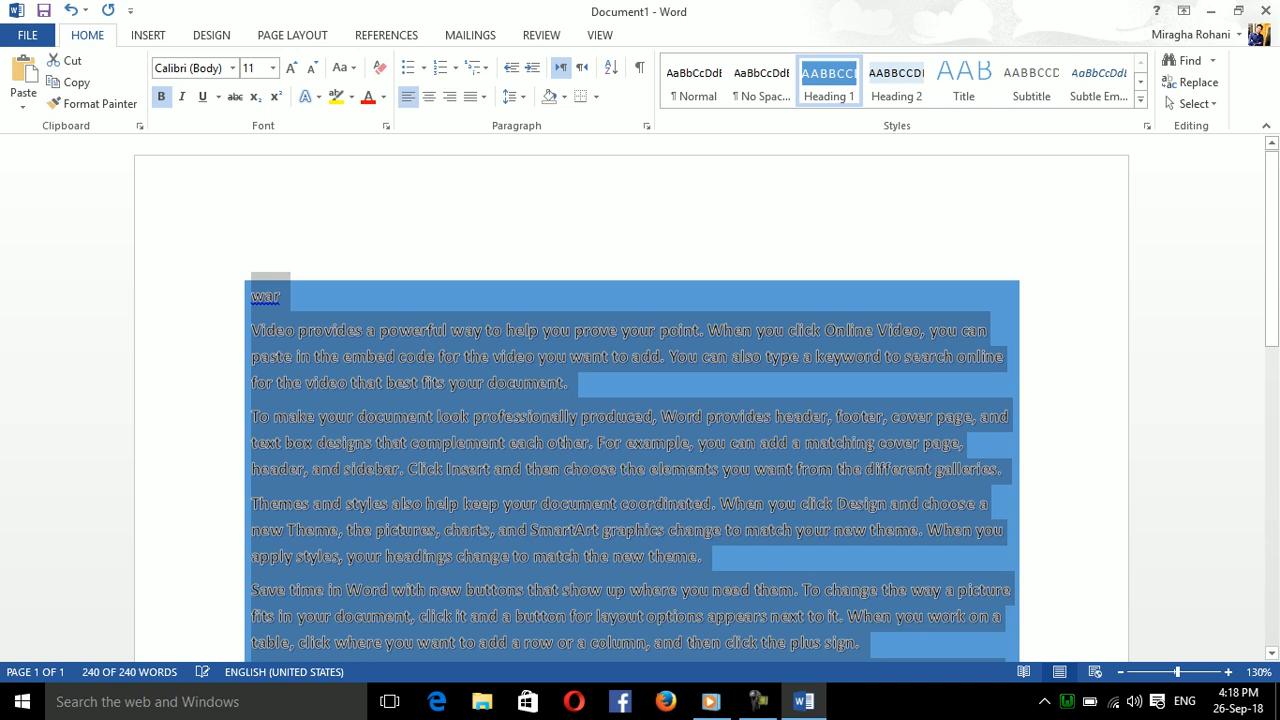 Document1 - Word
Miragha Rohani
FILE
HOME
INSERT
DESIGN
PAGE LAYOUT
REFERENCES
MAILINGS
REVIEW
VIEW
Paste
Cut
Copy
Format Painter
Clipboard
Calibri (Body)
11
Font
Paragraph
AaBbCcDdE
¶ Normal
AaBbCcDdE
¶ No Spac...
AABBCCI
Heading 1
AABBCCDI
Heading 2
AAB
Title
AABBCCD
Subtitle
AaBbCcDdE
Subtle Em...
Styles
Find
Replace
Select
Editing
war
Video provides a powerful way to help you prove your point. When you click Online Video, you can
paste in the embed code for the video you want to add. You can also type a keyword to search online
for the video that best fits your document.
To make your document look professionally produced, Word provides header, footer, cover page, and
text box designs that complement each other. For example, you can add a matching cover page,
header, and sidebar. Click Insert and then choose the elements you want from the different galleries.
Themes and styles also help keep your document coordinated. When you click Design and choose a
new Theme, the pictures, charts, and SmartArt graphics change to match your new theme. When you
apply styles, your headings change to match the new theme.
Save time in Word with new buttons that show up where you need them. To change the way a picture
fits in your document, click it and a button for layout options appears next to it. When you work on a
table, click where you want to add a row or a column, and then click the plus sign.
PAGE 1 OF 1
240 OF 240 WORDS
ENGLISH (UNITED STATES)
130%
Search the web and Windows
ENG
4:18 PM
26-Sep-18